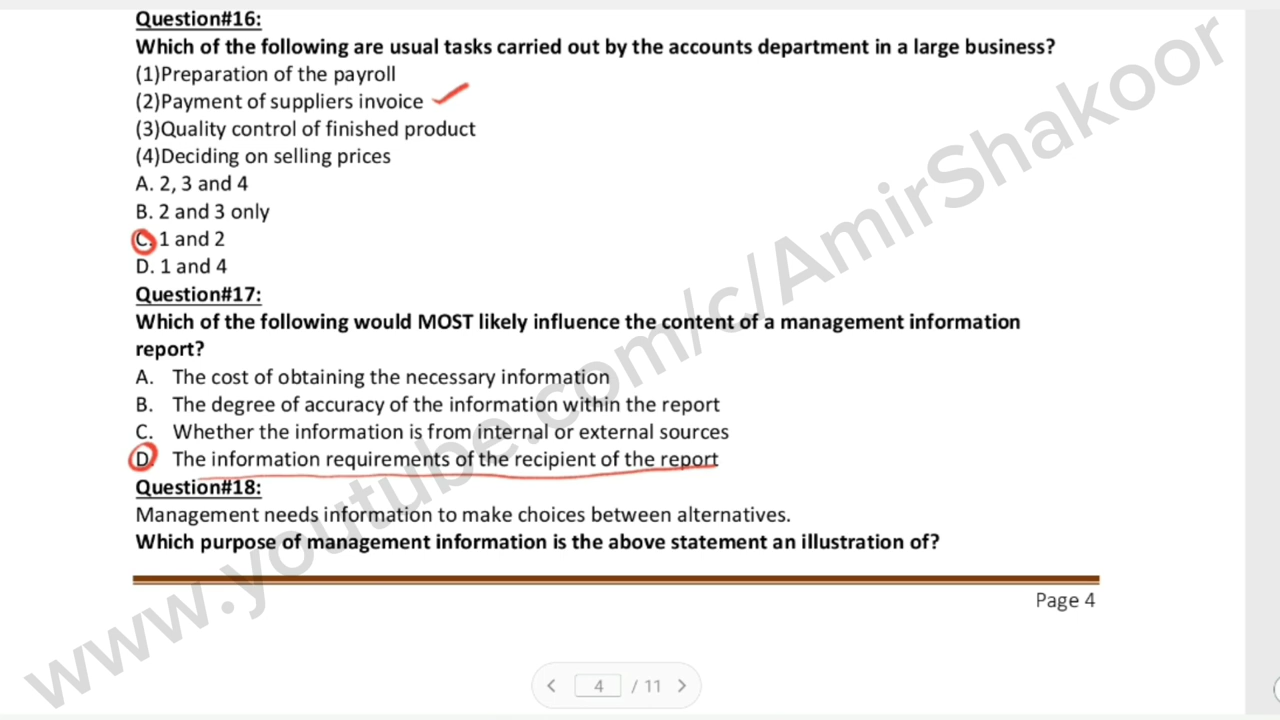 Question#16:
Which of the following are usual tasks carried out by the accounts department in a large business?
(1)Preparation of the payroll
(2)Payment of suppliers invoice
(3)Quality control of finished product
(4)Deciding on selling prices
A. 2, 3 and 4
B. 2 and 3 only
C. 1 and 2
D. 1 and 4
Question#17:
Which of the following would MOST likely influence the content of a management information
report?
A. The cost of obtaining the necessary information
B. The degree of accuracy of the information within the report
C. Whether the information is from internal or external sources
D. The information requirements of the recipient of the report
Question#18:
Management needs information to make choices between alternatives.
Which purpose of management information is the above statement an illustration of?
Page 4
4 / 11
www.youtube.com/c/AmirShakoor